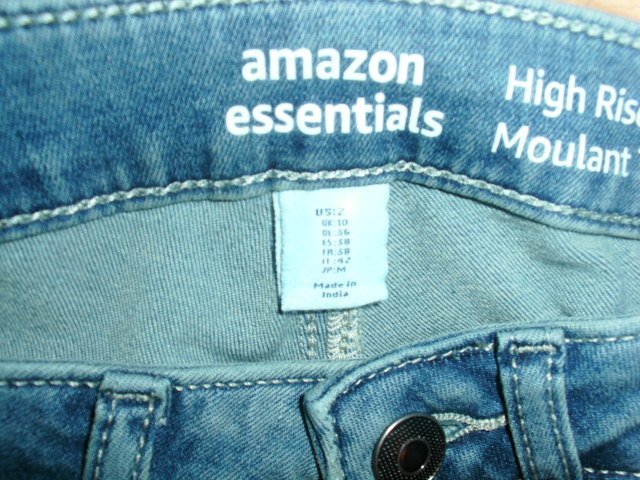 amazon
essentials
High Rise
Moulant
US:2
UK:10
DE:36
ES:38
FR:38
IT:42
JP:M
Made in
India